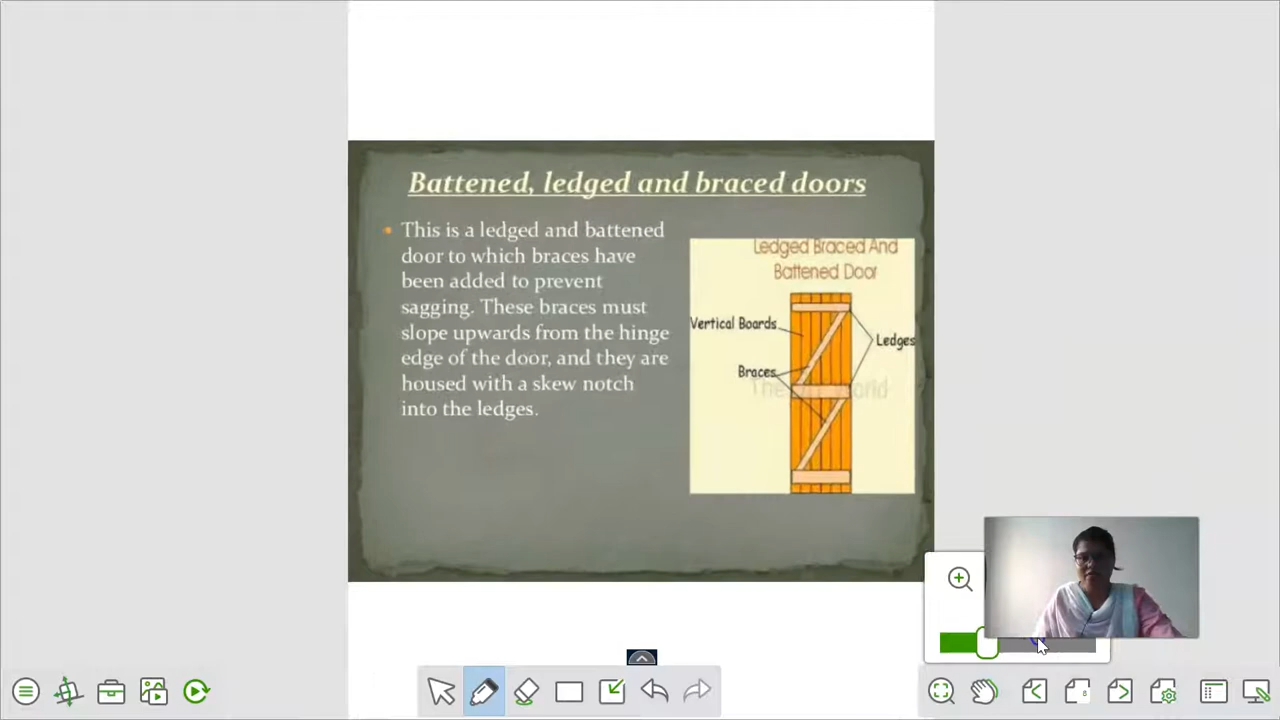 Battened, ledged and braced doors
This is a ledged and battened
door to which braces have
been added to prevent
sagging. These braces must
slope upwards from the hinge
edge of the door, and they are
housed with a skew notch
into the ledges.
Ledged Braced And
Battened Door
Vertical Boards
Ledges
Braces
World
8